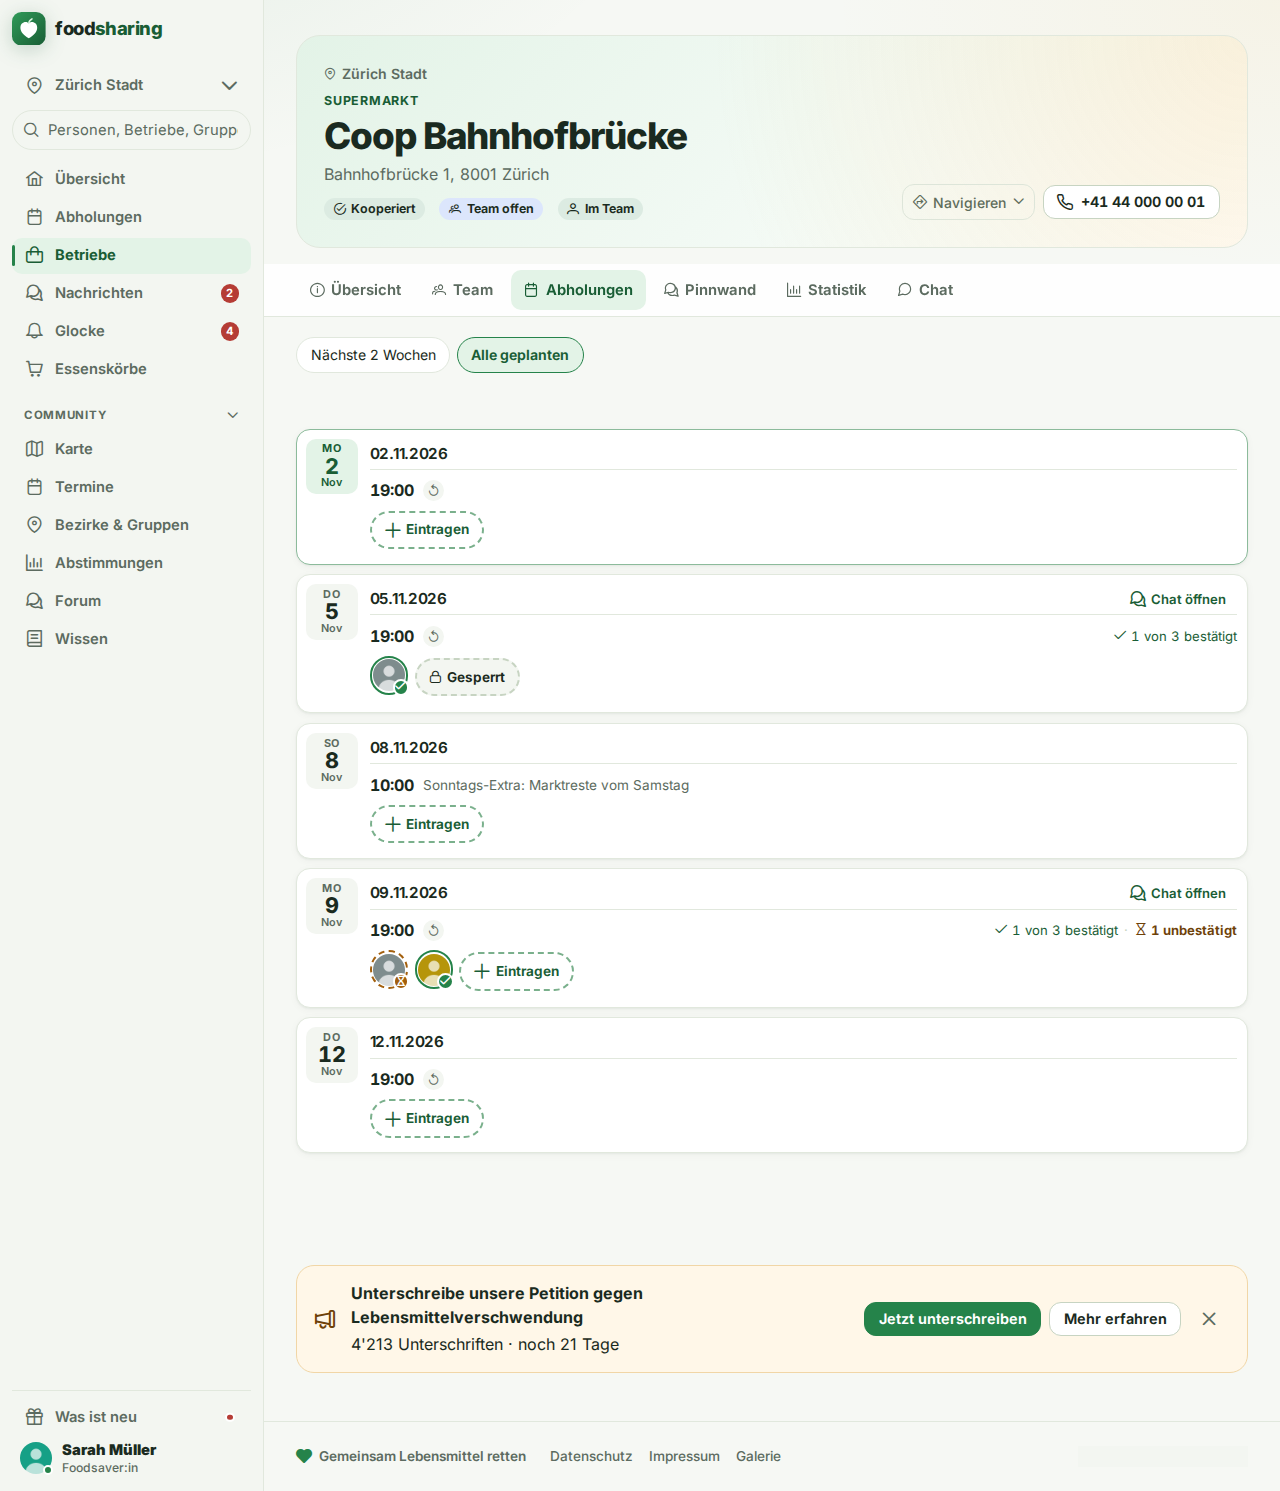 foodsharing
Zürich Stadt
Personen, Betriebe, Grupp
Übersicht
Abholungen
Betriebe
Nachrichten 2
Glocke 4
Essenskörbe
COMMUNITY
Karte
Termine
Bezirke & Gruppen
Abstimmungen
Forum
Wissen
Was ist neu
Sarah Müller
Foodsaver:in
Zürich Stadt
SUPERMARKT
Coop Bahnhofbrücke
Bahnhofbrücke 1, 8001 Zürich
Kooperiert Team offen Im Team
Navigieren +41 44 000 00 01
Übersicht Team Abholungen Pinnwand Statistik Chat
Nächste 2 Wochen Alle geplanten
MO
2
Nov
02.11.2026
19:00
Eintragen
DO
5
Nov
05.11.2026 Chat öffnen
19:00 1 von 3 bestätigt
Gesperrt
SO
8
Nov
08.11.2026
10:00 Sonntags-Extra: Marktreste vom Samstag
Eintragen
MO
9
Nov
09.11.2026 Chat öffnen
19:00 1 von 3 bestätigt · 1 unbestätigt
Eintragen
DO
12
Nov
12.11.2026
19:00
Eintragen
Unterschreibe unsere Petition gegen
Lebensmittelverschwendung
4'213 Unterschriften · noch 21 Tage
Jetzt unterschreiben Mehr erfahren
Gemeinsam Lebensmittel retten Datenschutz Impressum Galerie